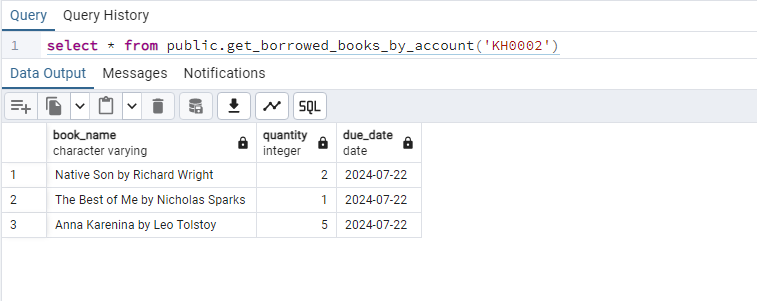 Query Query History
1 select * from public.get_borrowed_books_by_account('KH0002')
Data Output Messages Notifications
SQL
book_name quantity due_date
character varying integer date
1 Native Son by Richard Wright 2 2024-07-22
2 The Best of Me by Nicholas Sparks 1 2024-07-22
3 Anna Karenina by Leo Tolstoy 5 2024-07-22